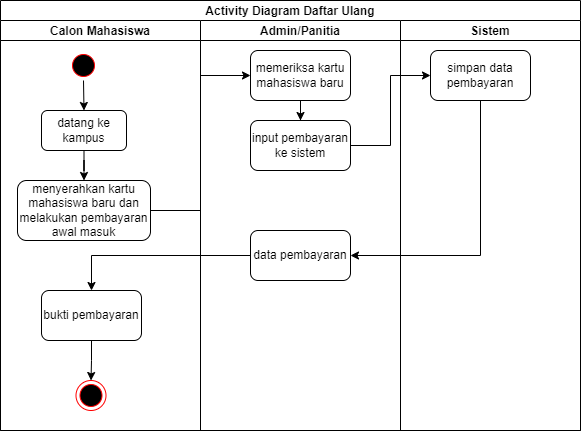 Activity Diagram Daftar Ulang
Calon Mahasiswa
Admin/Panitia
Sistem
datang ke
kampus
menyerahkan kartu
mahasiswa baru dan
melakukan pembayaran
awal masuk
memeriksa kartu
mahasiswa baru
input pembayaran
ke sistem
simpan data
pembayaran
data pembayaran
bukti pembayaran